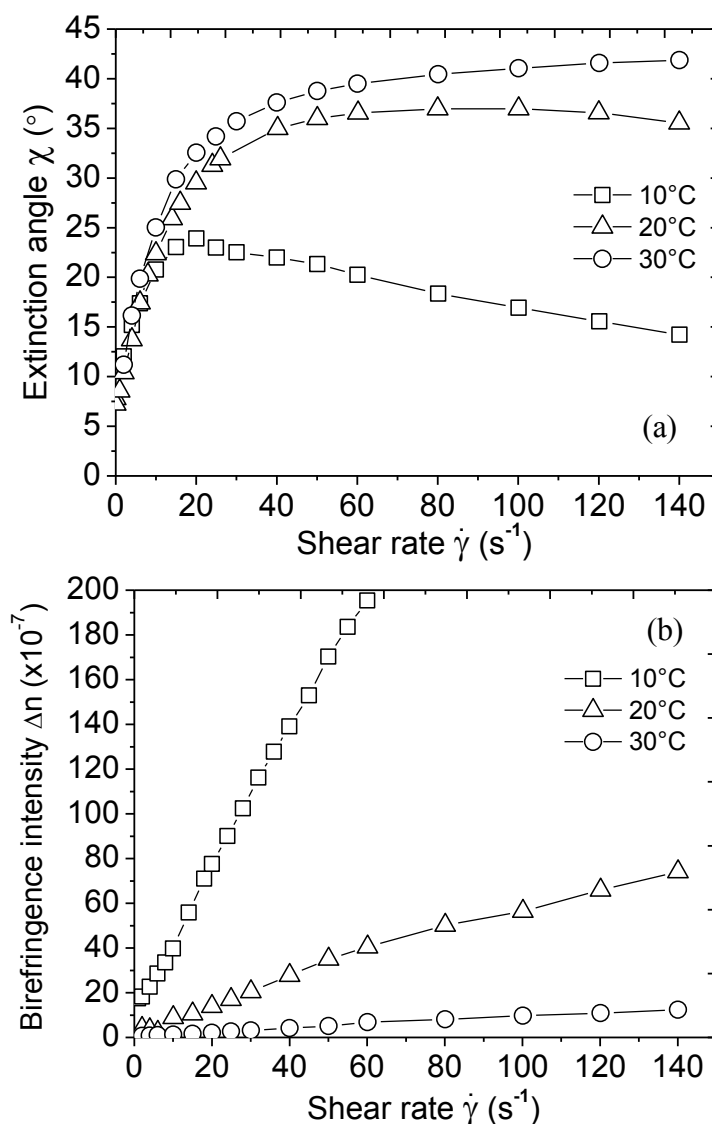 45
40
35
30
25
20
15
10
5
0
Extinction angle χ (°)
10°C
20°C
30°C
(a)
0 20 40 60 80 100 120 140
Shear rate γ̇ (s⁻¹)
200
180
160
140
120
100
80
60
40
20
0
Birefringence intensity Δn (x10⁻⁷)
(b)
10°C
20°C
30°C
0 20 40 60 80 100 120 140
Shear rate γ̇ (s⁻¹)